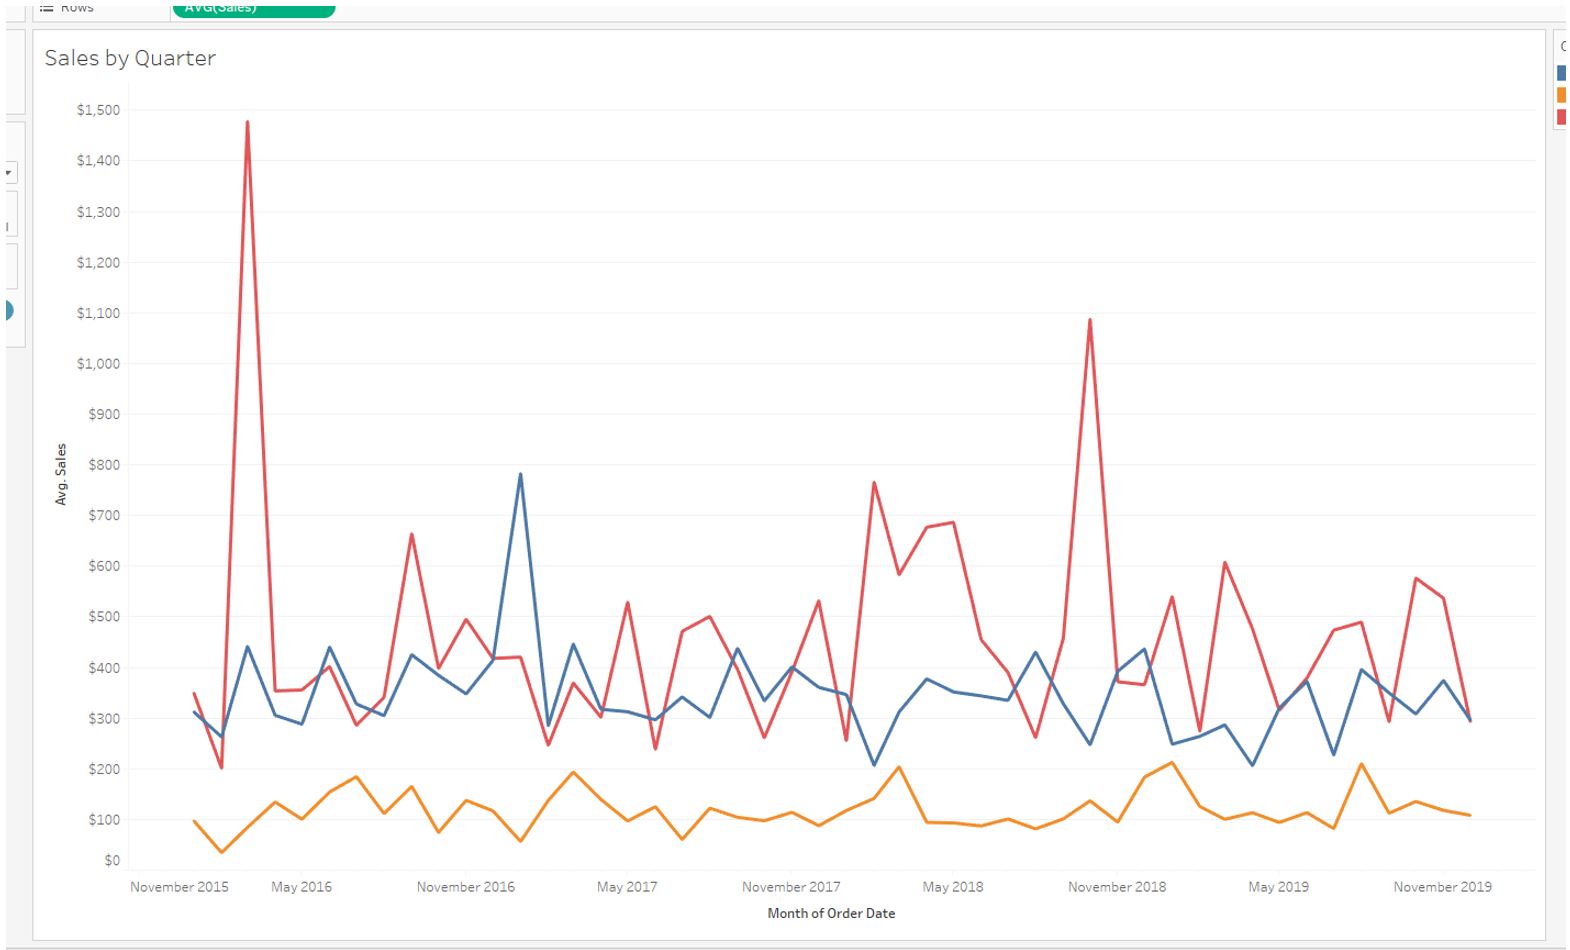 Rows
AVG(Sales)
Sales by Quarter
$1,500
$1,400
$1,300
$1,200
$1,100
$1,000
$900
$800
$700
$600
$500
$400
$300
$200
$100
$0
Avg. Sales
November 2015 May 2016 November 2016 May 2017 November 2017 May 2018 November 2018 May 2019 November 2019
Month of Order Date